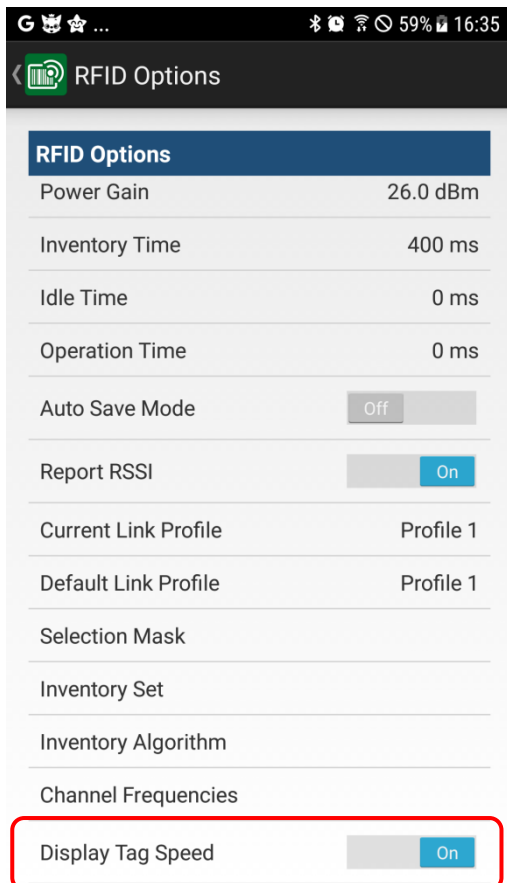 G ... 59% 16:35
RFID Options
RFID Options
Power Gain 26.0 dBm
Inventory Time 400 ms
Idle Time 0 ms
Operation Time 0 ms
Auto Save Mode Off
Report RSSI On
Current Link Profile Profile 1
Default Link Profile Profile 1
Selection Mask
Inventory Set
Inventory Algorithm
Channel Frequencies
Display Tag Speed On